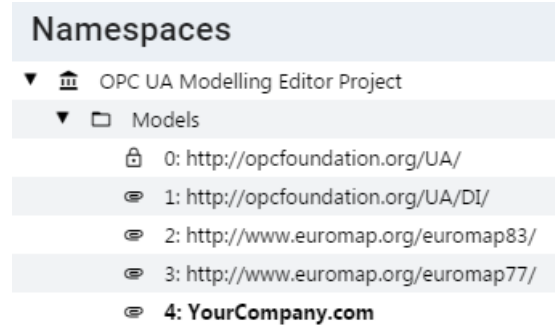 Namespaces
OPC UA Modelling Editor Project
Models
0: http://opcfoundation.org/UA/
1: http://opcfoundation.org/UA/DI/
2: http://www.euromap.org/euromap83/
3: http://www.euromap.org/euromap77/
4: YourCompany.com